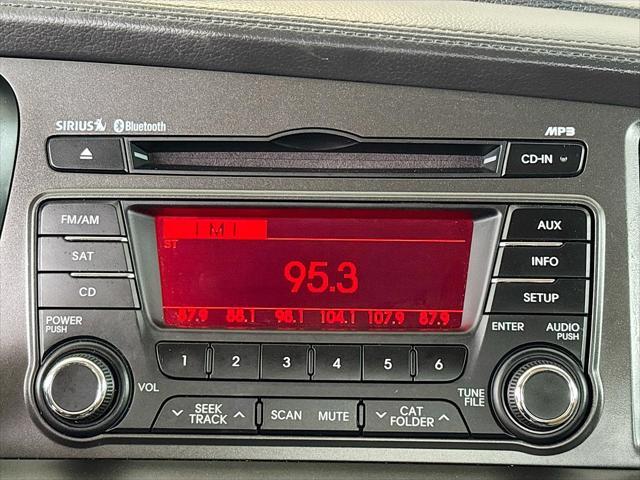 SIRIUS Bluetooth MP3
CD-IN
FM/AM AUX
ST
SAT 95.3 INFO
CD SETUP
87.9 88.1 98.1 104.1 107.9 87.9
POWER PUSH ENTER AUDIO PUSH
1 2 3 4 5 6
VOL TUNE FILE
SEEK TRACK SCAN MUTE CAT FOLDER